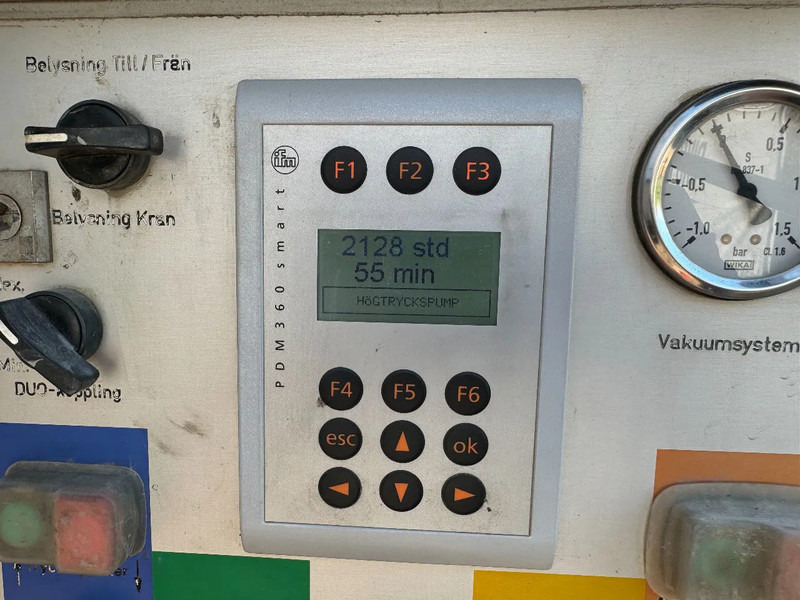 Belysning Till / Från
Belysning Kran
DUO-koppling
ifm
PDM360 smart
F1 F2 F3
2128 std
55 min
HöGTRYCKSPUMP
F4 F5 F6
esc ok
S
837-1
-1.0 -0,5 0,5 1.5
bar
CL 1.6
WIKA
Vakuumsystem